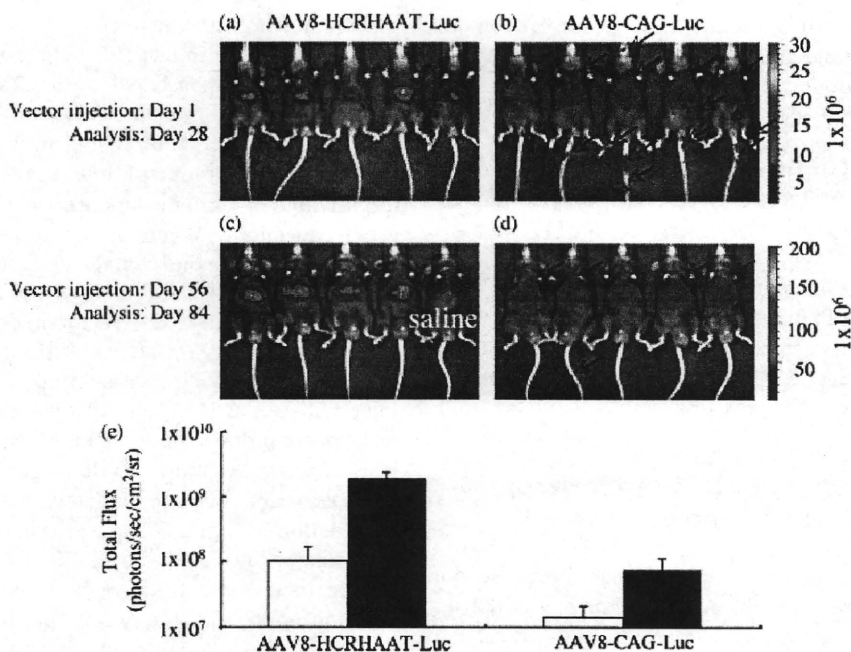 (a) AAV8-HCRHAAT-Luc
(b) AAV8-CAG-Luc
Vector injection: Day 1
Analysis: Day 28
30
25
20
15
10
5
1x10⁶
(c)
(d)
Vector injection: Day 56
Analysis: Day 84
saline
200
150
100
50
1x10⁶
(e)
Total Flux
(photons/sec/cm²/sr)
1x10¹⁰
1x10⁹
1x10⁸
1x10⁷
AAV8-HCRHAAT-Luc
AAV8-CAG-Luc